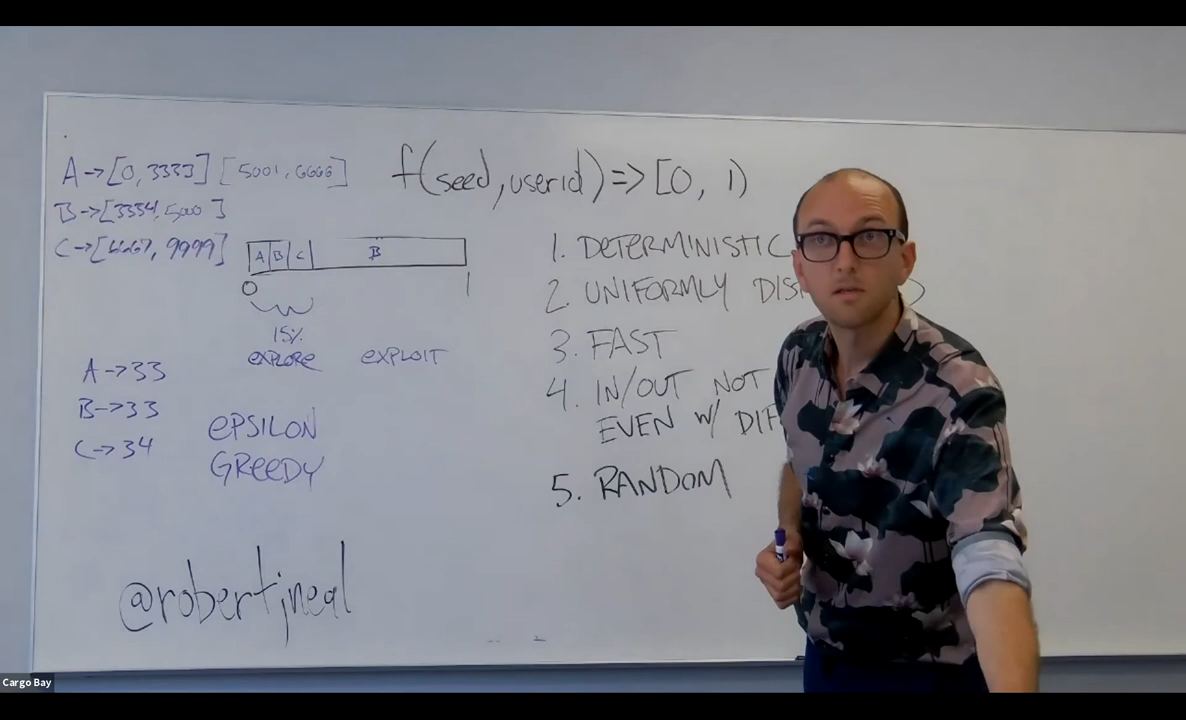 A->[0,3333] [5001,6666]
B->[3334,5000]
C->[6667, 9999]
f(seed,userid)=>[0, 1)
A B C B
0 1
15%
EXPLORE EXPLOIT
A->33
B->33
C->34
EPSILON
GREEDY
1. DETERMINISTIC
2. UNIFORMLY
3. FAST
4. IN/OUT NOT
EVEN W/
5. RANDOM
@robertjneal
Cargo Bay